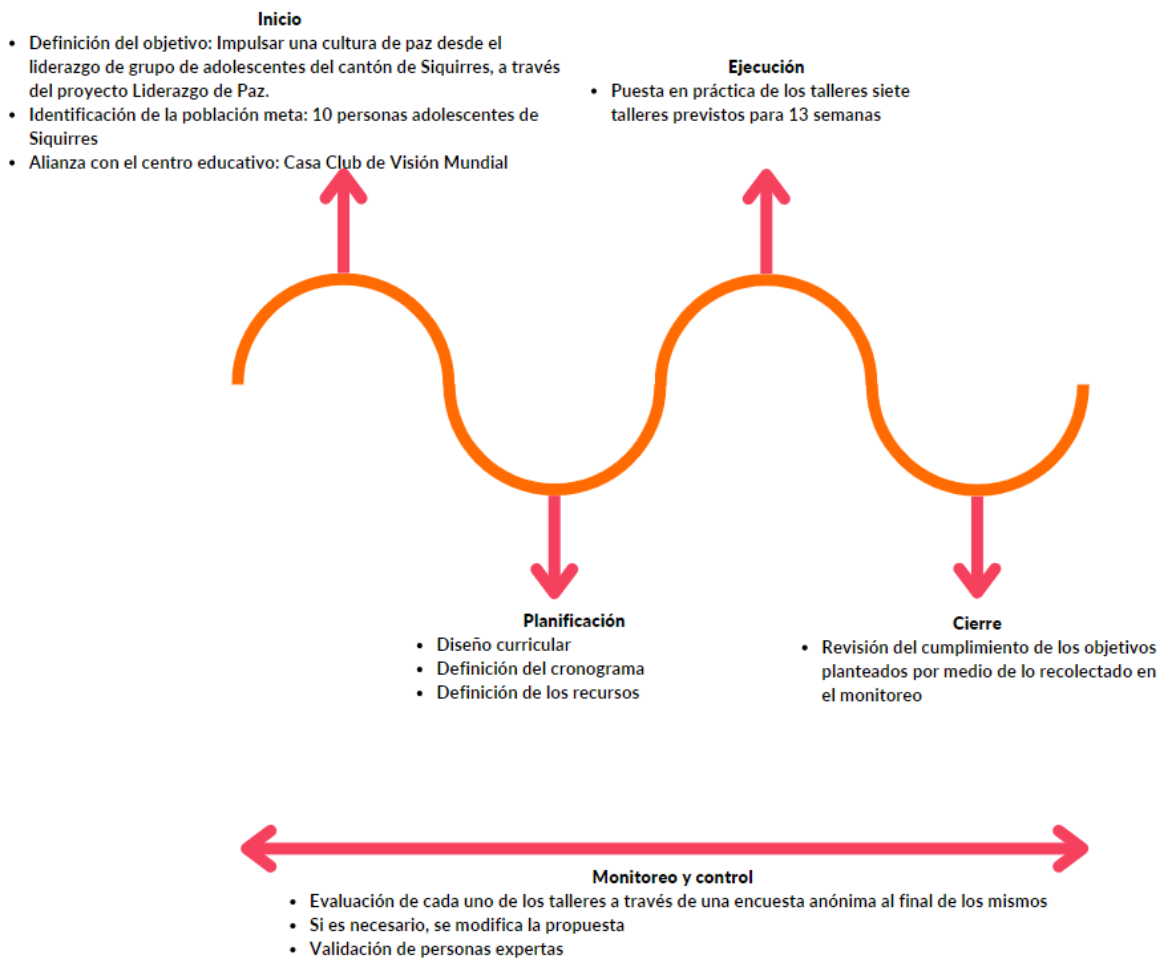 Inicio
• Definición del objetivo: Impulsar una cultura de paz desde el
liderazgo de grupo de adolescentes del cantón de Siquirres, a través
del proyecto Liderazgo de Paz.
• Identificación de la población meta: 10 personas adolescentes de
Siquirres
• Alianza con el centro educativo: Casa Club de Visión Mundial
Ejecución
• Puesta en práctica de los talleres siete
talleres previstos para 13 semanas
Planificación
• Diseño curricular
• Definición del cronograma
• Definición de los recursos
Cierre
• Revisión del cumplimiento de los objetivos
planteados por medio de lo recolectado en
el monitoreo
Monitoreo y control
• Evaluación de cada uno de los talleres a través de una encuesta anónima al final de los mismos
• Si es necesario, se modifica la propuesta
• Validación de personas expertas